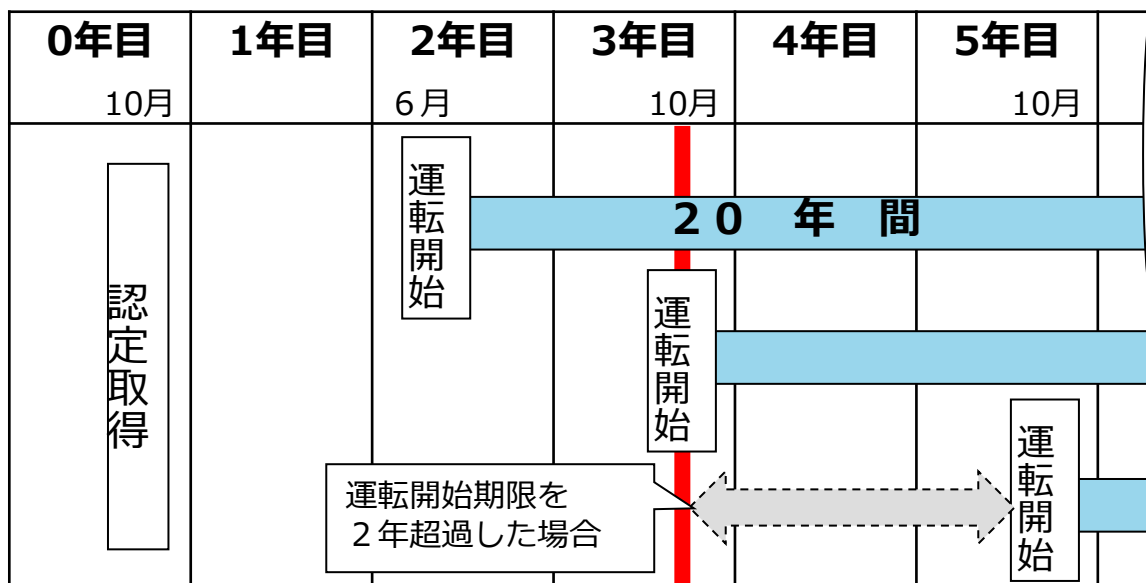 0年目 1年目 2年目 3年目 4年目 5年目
10月 6月 10月 10月
運転開始
20 年 間
認定取得
運転開始
運転開始
運転開始期限を
2年超過した場合